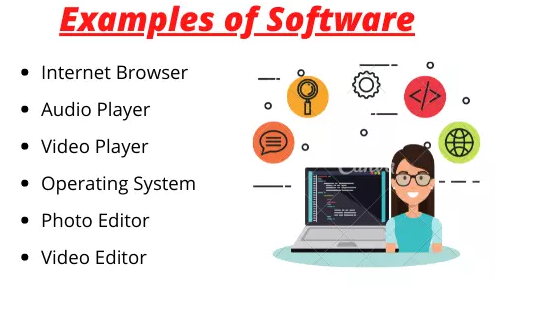 Examples of Software
Internet Browser
Audio Player
Video Player
Operating System
Photo Editor
Video Editor